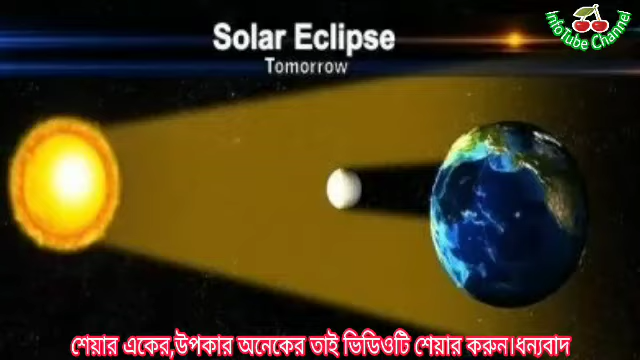 Solar Eclipse
Tomorrow
InfoTube Channel
শেয়ার একের,উপকার অনেকের তাই ভিডিওটি শেয়ার করুন।ধন্যবাদ